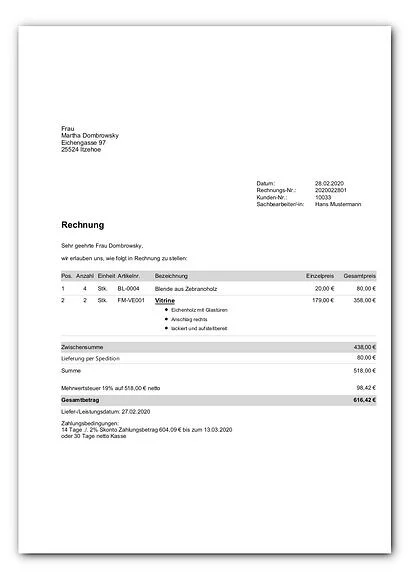 Frau
Martha Dombrowsky
Eichengasse 97
25524 Itzehoe
Datum: 28.02.2020
Rechnungs-Nr.: 2020022801
Kunden-Nr.: 10033
Sachbearbeiter/-in: Hans Mustermann
Rechnung
Sehr geehrte Frau Dombrowsky,
wir erlauben uns, wie folgt in Rechnung zu stellen:
Pos. Anzahl Einheit Artikelnr. Bezeichnung Einzelpreis Gesamtpreis
1 4 Stk. BL-0004 Blende aus Zebranoholz 20,00 € 80,00 €
2 2 Stk. FM-VE001 Vitrine 179,00 € 358,00 €
• Eichenholz mit Glastüren
• Anschlag rechts
• lackiert und aufstellbereit
Zwischensumme 438,00 €
Lieferung per Spedition 80,00 €
Summe 518,00 €
Mehrwertsteuer 19% auf 518,00 € netto 98,42 €
Gesamtbetrag 616,42 €
Liefer-/Leistungsdatum: 27.02.2020
Zahlungsbedingungen:
14 Tage ./. 2% Skonto Zahlungsbetrag 604,09 € bis zum 13.03.2020
oder 30 Tage netto Kasse